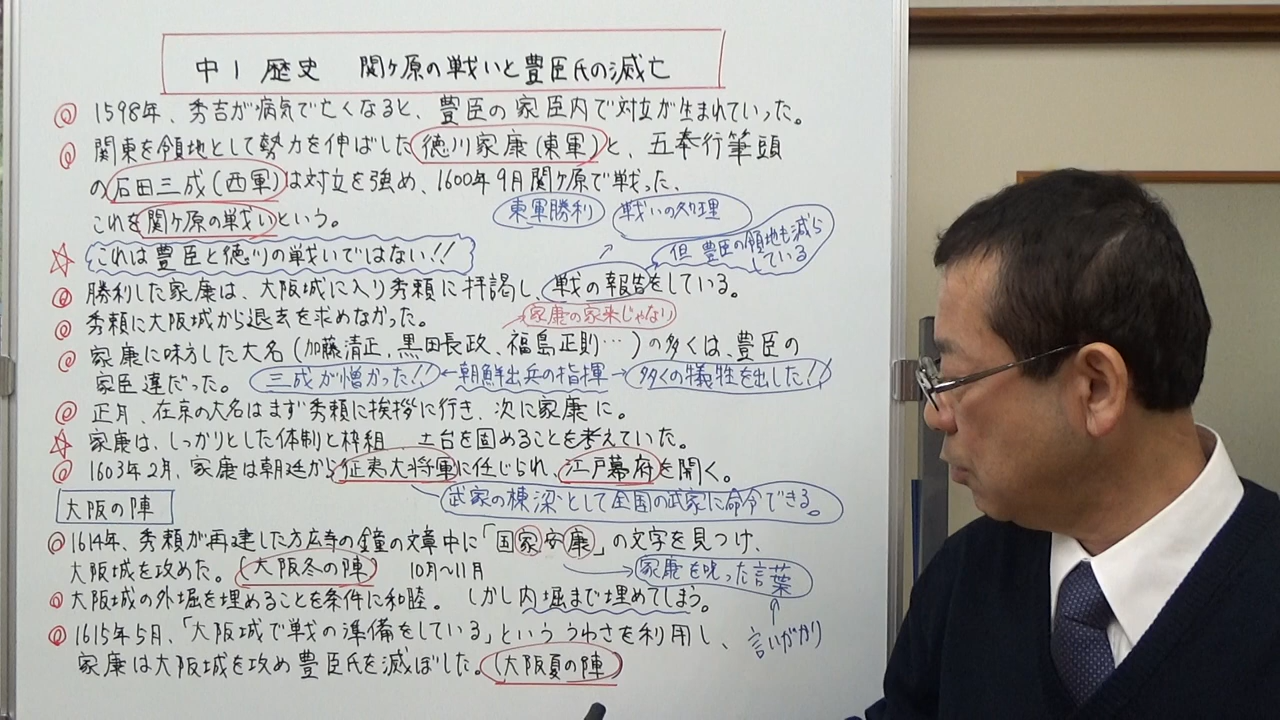 中1 歴史 関ヶ原の戦いと豊臣氏の滅亡
◎ 1598年、秀吉が病気で亡くなると、豊臣の家臣内で対立が生まれていった。
◎ 関東を領地として勢力を伸ばした徳川家康(東軍)と、五奉行筆頭
の石田三成(西軍)は対立を強め、1600年9月関ヶ原で戦った、
これを関ヶ原の戦いという。
東軍勝利 戦いの処理
☆ これは豊臣と徳川の戦いではない!!
但 豊臣の領地も減ら
している
◎ 勝利した家康は、大阪城に入り秀頼に拝謁し、戦の報告をしている。
◎ 秀頼に大阪城から退去を求めなかった。
家康の家来じゃない
◎ 家康に味方した大名(加藤清正、黒田長政、福島正則…)の多くは、豊臣の
家臣達だった。
三成が憎かった!! ←朝鮮出兵の指揮→ 多くの犠牲を出した!!
◎ 正月、在京の大名はまず秀頼に挨拶に行き、次に家康に。
☆ 家康は、しっかりとした体制と枠組 土台を固めることを考えていた。
◎ 1603年2月、家康は朝廷から征夷大将軍に任じられ、江戸幕府を開く。
武家の棟梁として全国の武家に命令できる。
大阪の陣
◎ 1614年、秀頼が再建した方広寺の鐘の文章中に「国家安康」の文字を見つけ、
大阪城を攻めた。(大阪冬の陣) 10月〜11月
家康を呪った言葉
◎ 大阪城の外堀を埋めることを条件に和睦。しかし内堀まで埋めてしまう。
言いがかり
◎ 1615年5月、「大阪城で戦の準備をしている」といううわさを利用し、
家康は大阪城を攻め豊臣氏を滅ぼした。(大阪夏の陣)